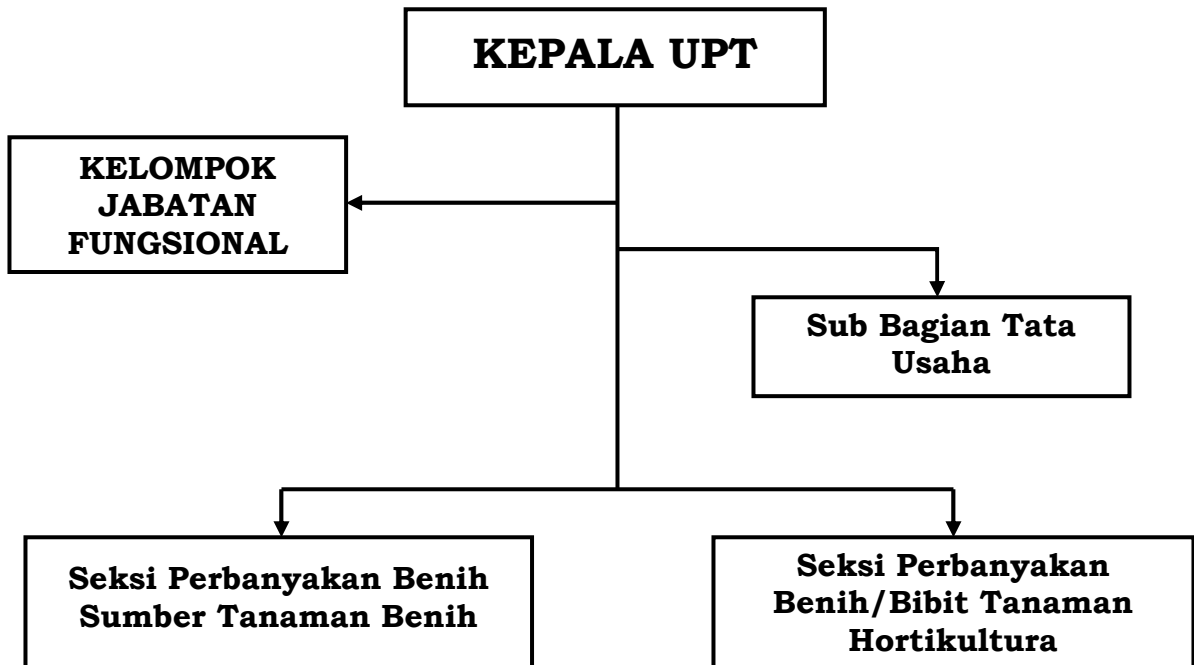 KEPALA UPT
KELOMPOK
JABATAN
FUNGSIONAL
Sub Bagian Tata
Usaha
Seksi Perbanyakan Benih
Sumber Tanaman Benih
Seksi Perbanyakan
Benih/Bibit Tanaman
Hortikultura